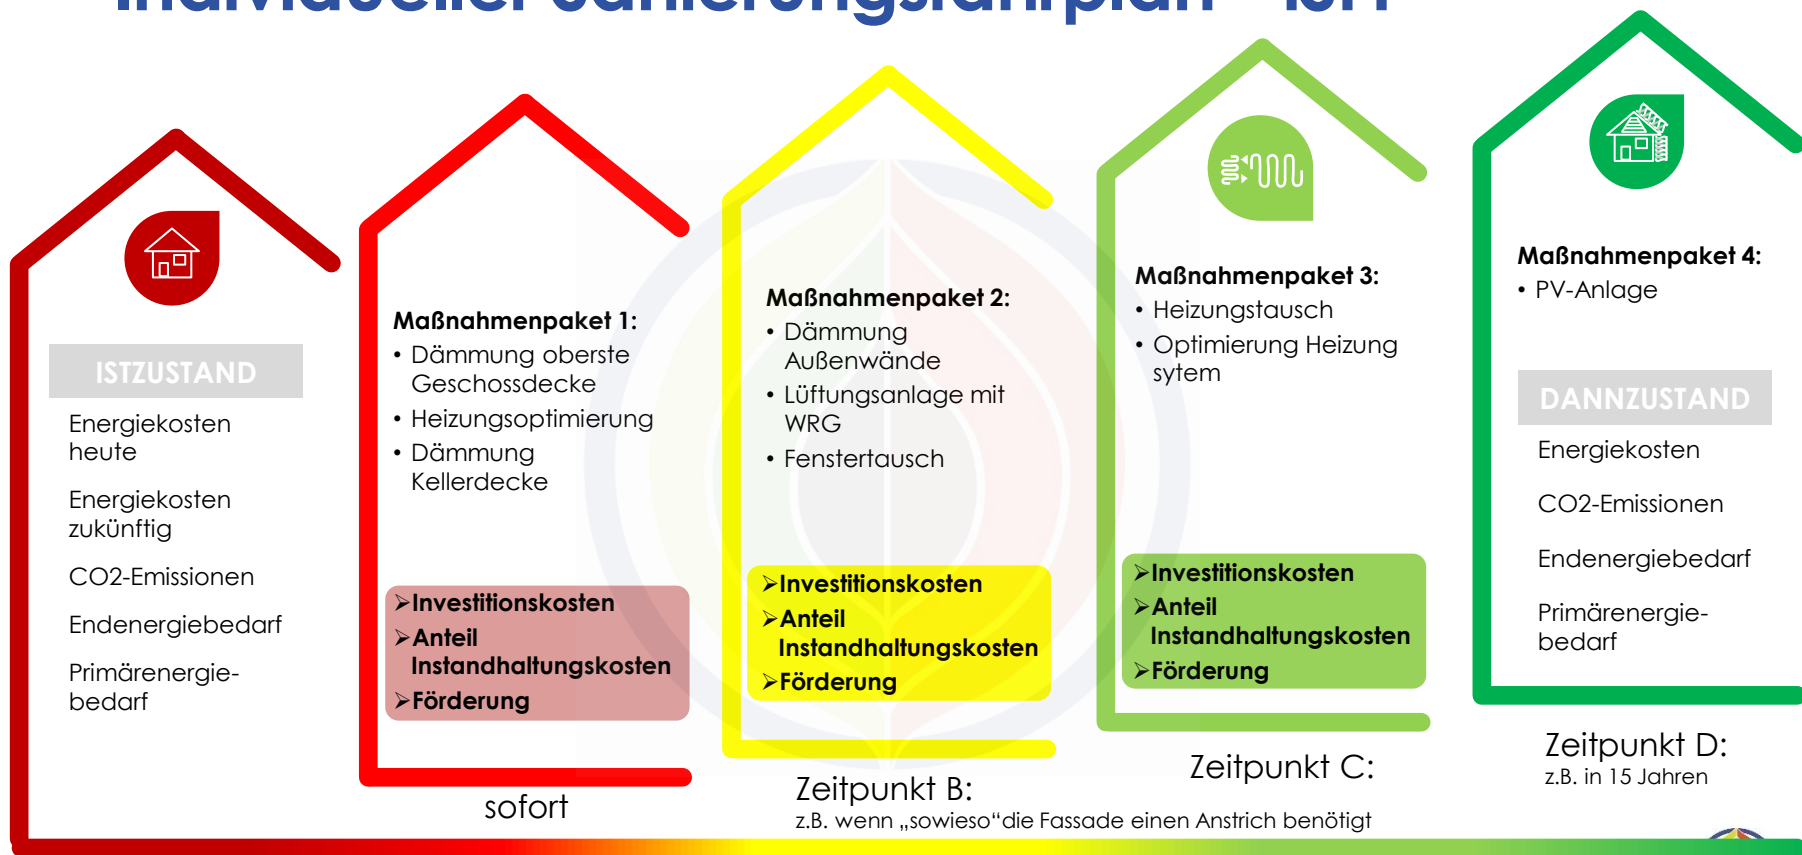 Individueller Sanierungsfahrplan - iSFP
ISTZUSTAND
Energiekosten
heute
Energiekosten
zukünftig
CO2-Emissionen
Endenergiebedarf
Primärenergie-
bedarf
Maßnahmenpaket 1:
• Dämmung oberste
Geschossdecke
• Heizungsoptimierung
• Dämmung
Kellerdecke
➢Investitionskosten
➢Anteil
Instandhaltungskosten
➢Förderung
sofort
Maßnahmenpaket 2:
• Dämmung
Außenwände
• Lüftungsanlage mit
WRG
• Fenstertausch
➢Investitionskosten
➢Anteil
Instandhaltungskosten
➢Förderung
Zeitpunkt B:
z.B. wenn „sowieso“die Fassade einen Anstrich benötigt
Maßnahmenpaket 3:
• Heizungstausch
• Optimierung Heizung
sytem
➢Investitionskosten
➢Anteil
Instandhaltungskosten
➢Förderung
Zeitpunkt C:
Maßnahmenpaket 4:
• PV-Anlage
DANNZUSTAND
Energiekosten
CO2-Emissionen
Endenergiebedarf
Primärenergie-
bedarf
Zeitpunkt D:
z.B. in 15 Jahren